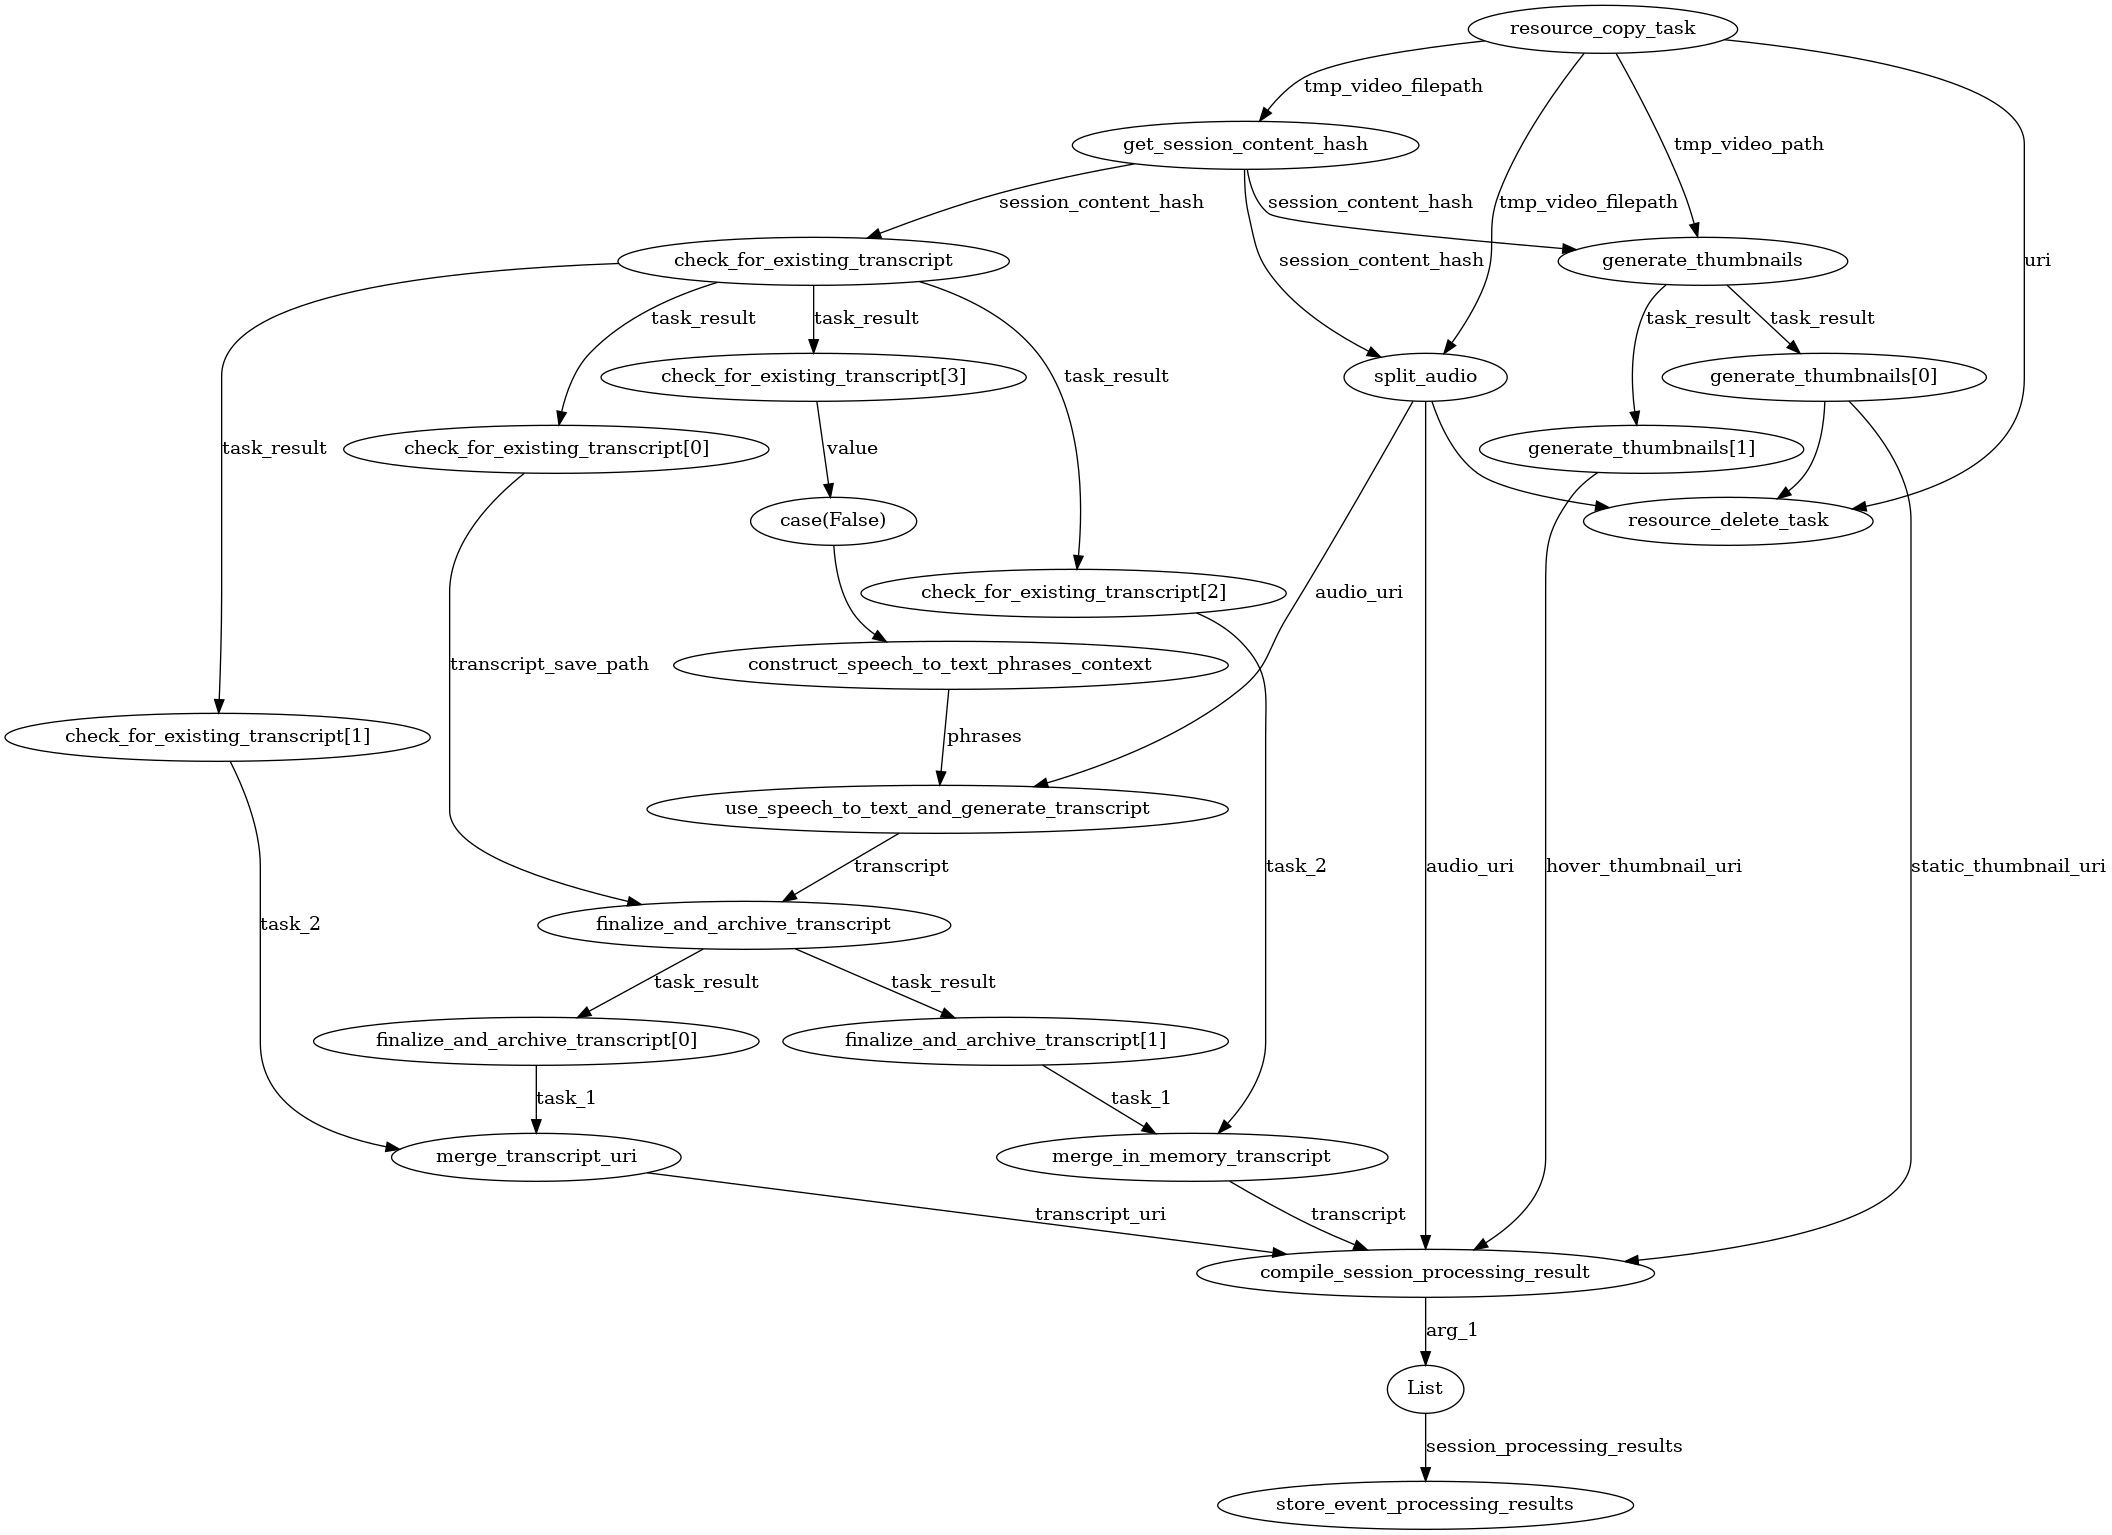 resource_copy_task
tmp_video_filepath
get_session_content_hash
tmp_video_path
session_content_hash
session_content_hash
tmp_video_filepath
check_for_existing_transcript
generate_thumbnails
session_content_hash
uri
task_result
task_result
task_result
task_result
check_for_existing_transcript[3]
split_audio
generate_thumbnails[0]
task_result
task_result
check_for_existing_transcript[0]
value
generate_thumbnails[1]
case(False)
resource_delete_task
check_for_existing_transcript[2]
audio_uri
transcript_save_path
construct_speech_to_text_phrases_context
check_for_existing_transcript[1]
phrases
use_speech_to_text_and_generate_transcript
transcript
task_2
audio_uri
hover_thumbnail_uri
static_thumbnail_uri
task_2
finalize_and_archive_transcript
task_result
task_result
finalize_and_archive_transcript[0]
finalize_and_archive_transcript[1]
task_1
task_1
merge_transcript_uri
merge_in_memory_transcript
transcript_uri
transcript
compile_session_processing_result
arg_1
List
session_processing_results
store_event_processing_results